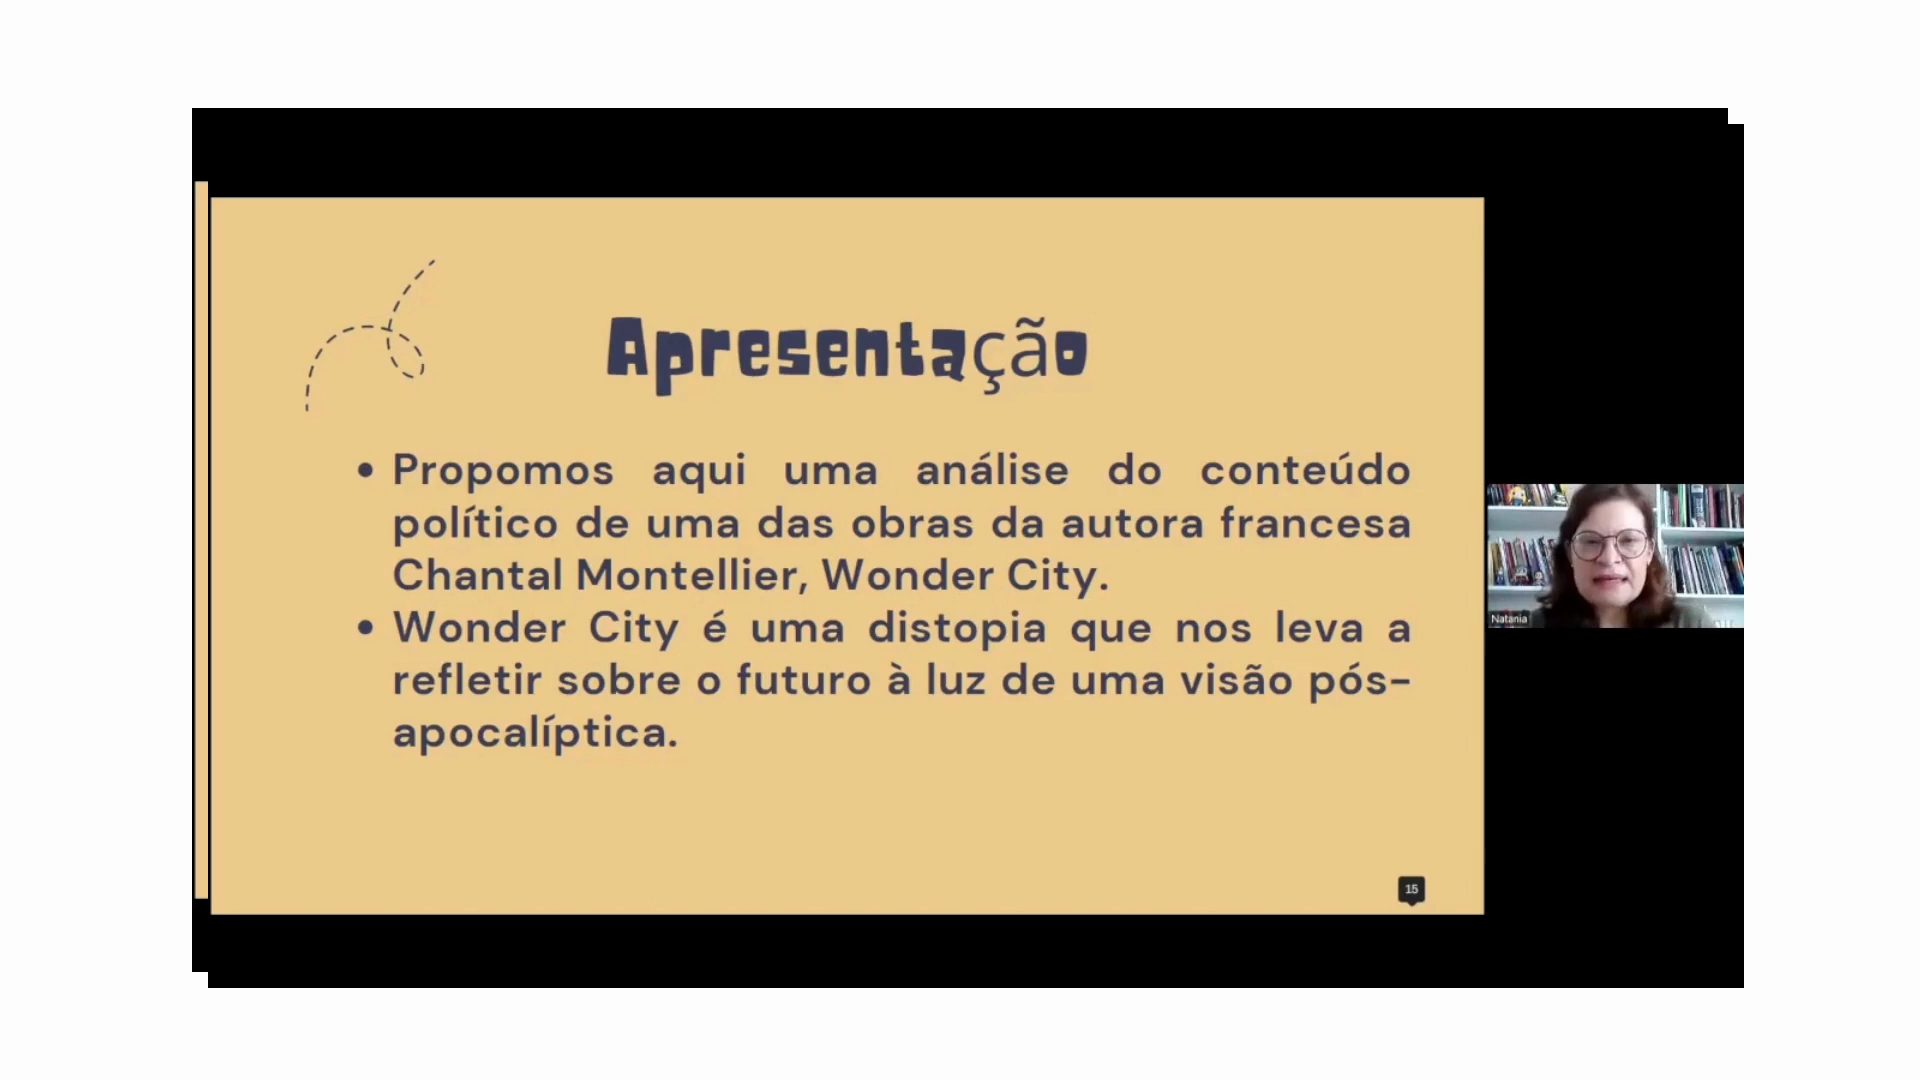 Apresentação
• Propomos aqui uma análise do conteúdo
político de uma das obras da autora francesa
Chantal Montellier, Wonder City.
• Wonder City é uma distopia que nos leva a
refletir sobre o futuro à luz de uma visão pós-
apocalíptica.
Natania
15